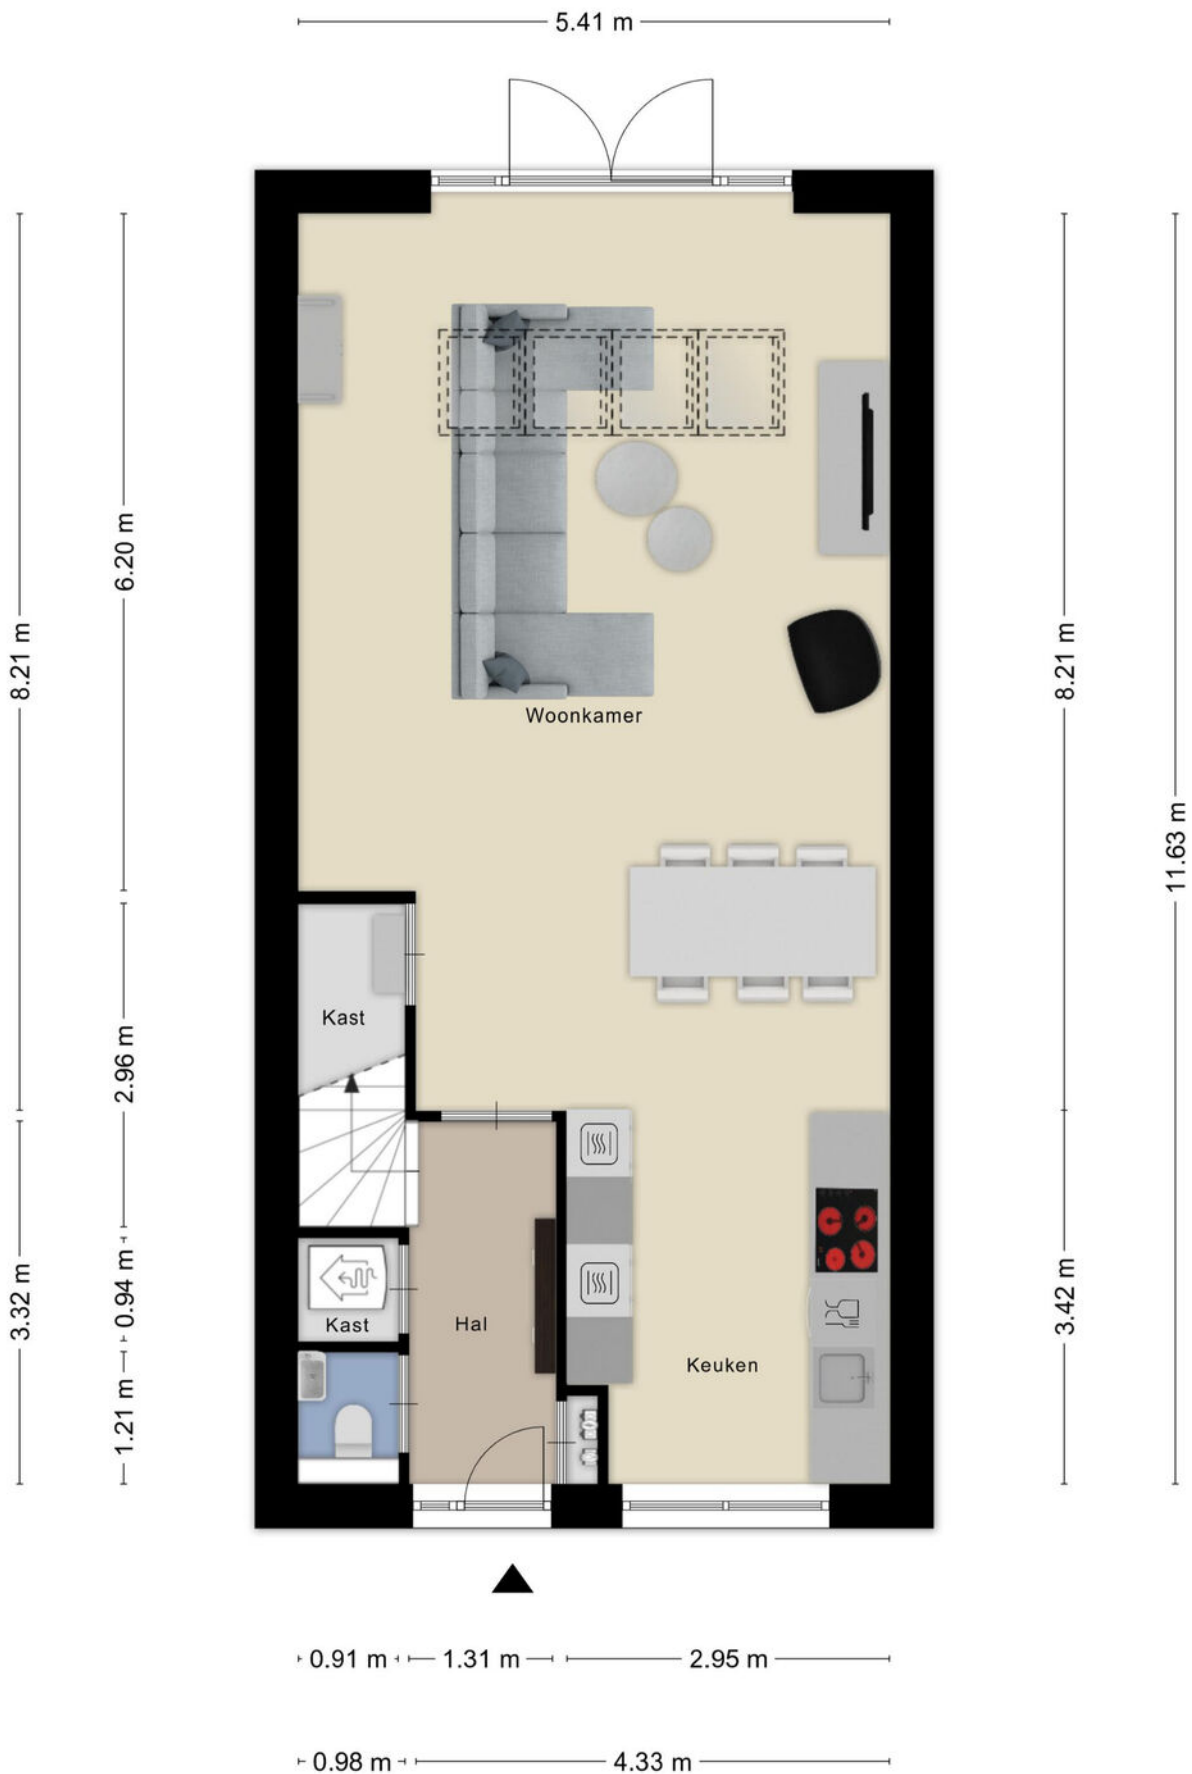 5.41 m
6.20 m
8.21 m
8.21 m
Woonkamer
11.63 m
Kast
2.96 m
0.94 m
3.32 m
Kast
Hal
3.42 m
Keuken
1.21 m
0.91 m
1.31 m
2.95 m
0.98 m
4.33 m